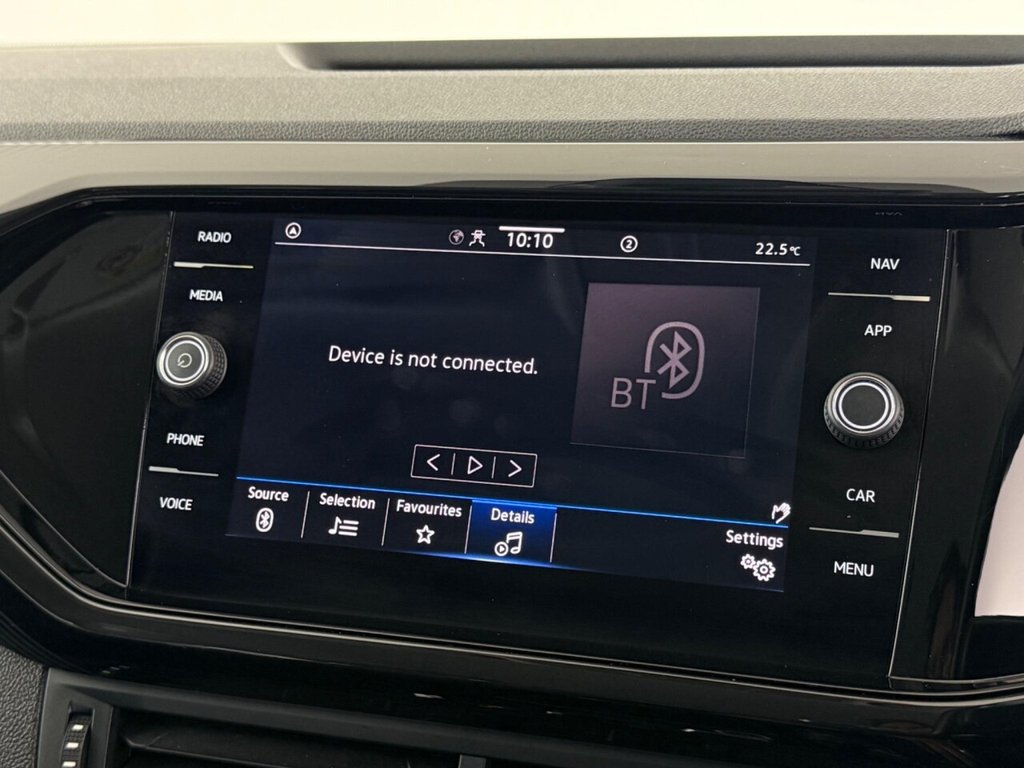 RADIO
MEDIA
PHONE
VOICE
A
10:10
2
22.5°C
Device is not connected.
BT
Source
Selection
Favourites
Details
Settings
NAV
APP
CAR
MENU